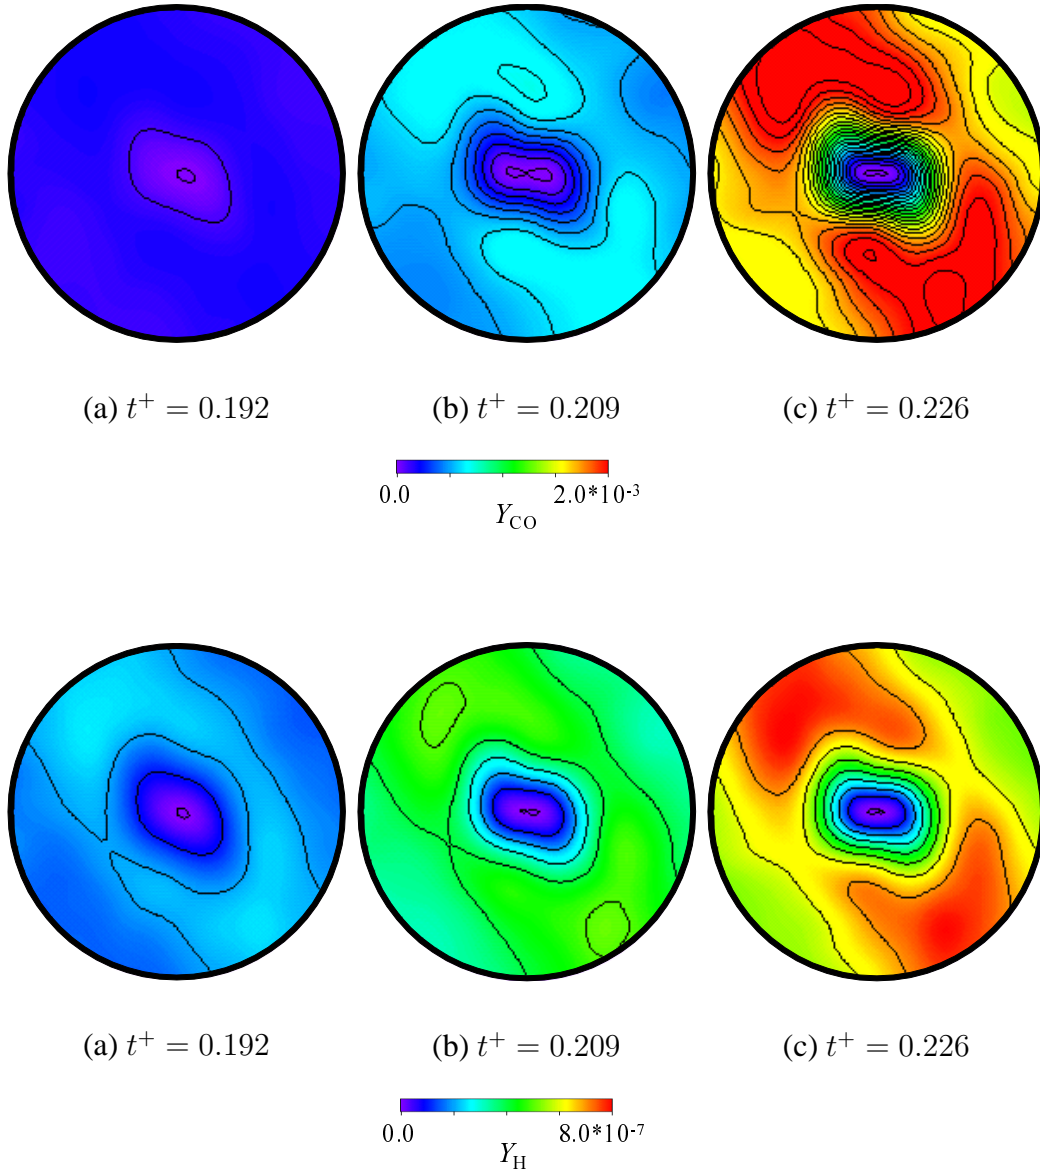 (a) t⁺ = 0.192 (b) t⁺ = 0.209 (c) t⁺ = 0.226
0.0 2.0*10⁻³
Y_CO
(a) t⁺ = 0.192 (b) t⁺ = 0.209 (c) t⁺ = 0.226
0.0 8.0*10⁻⁷
Y_H